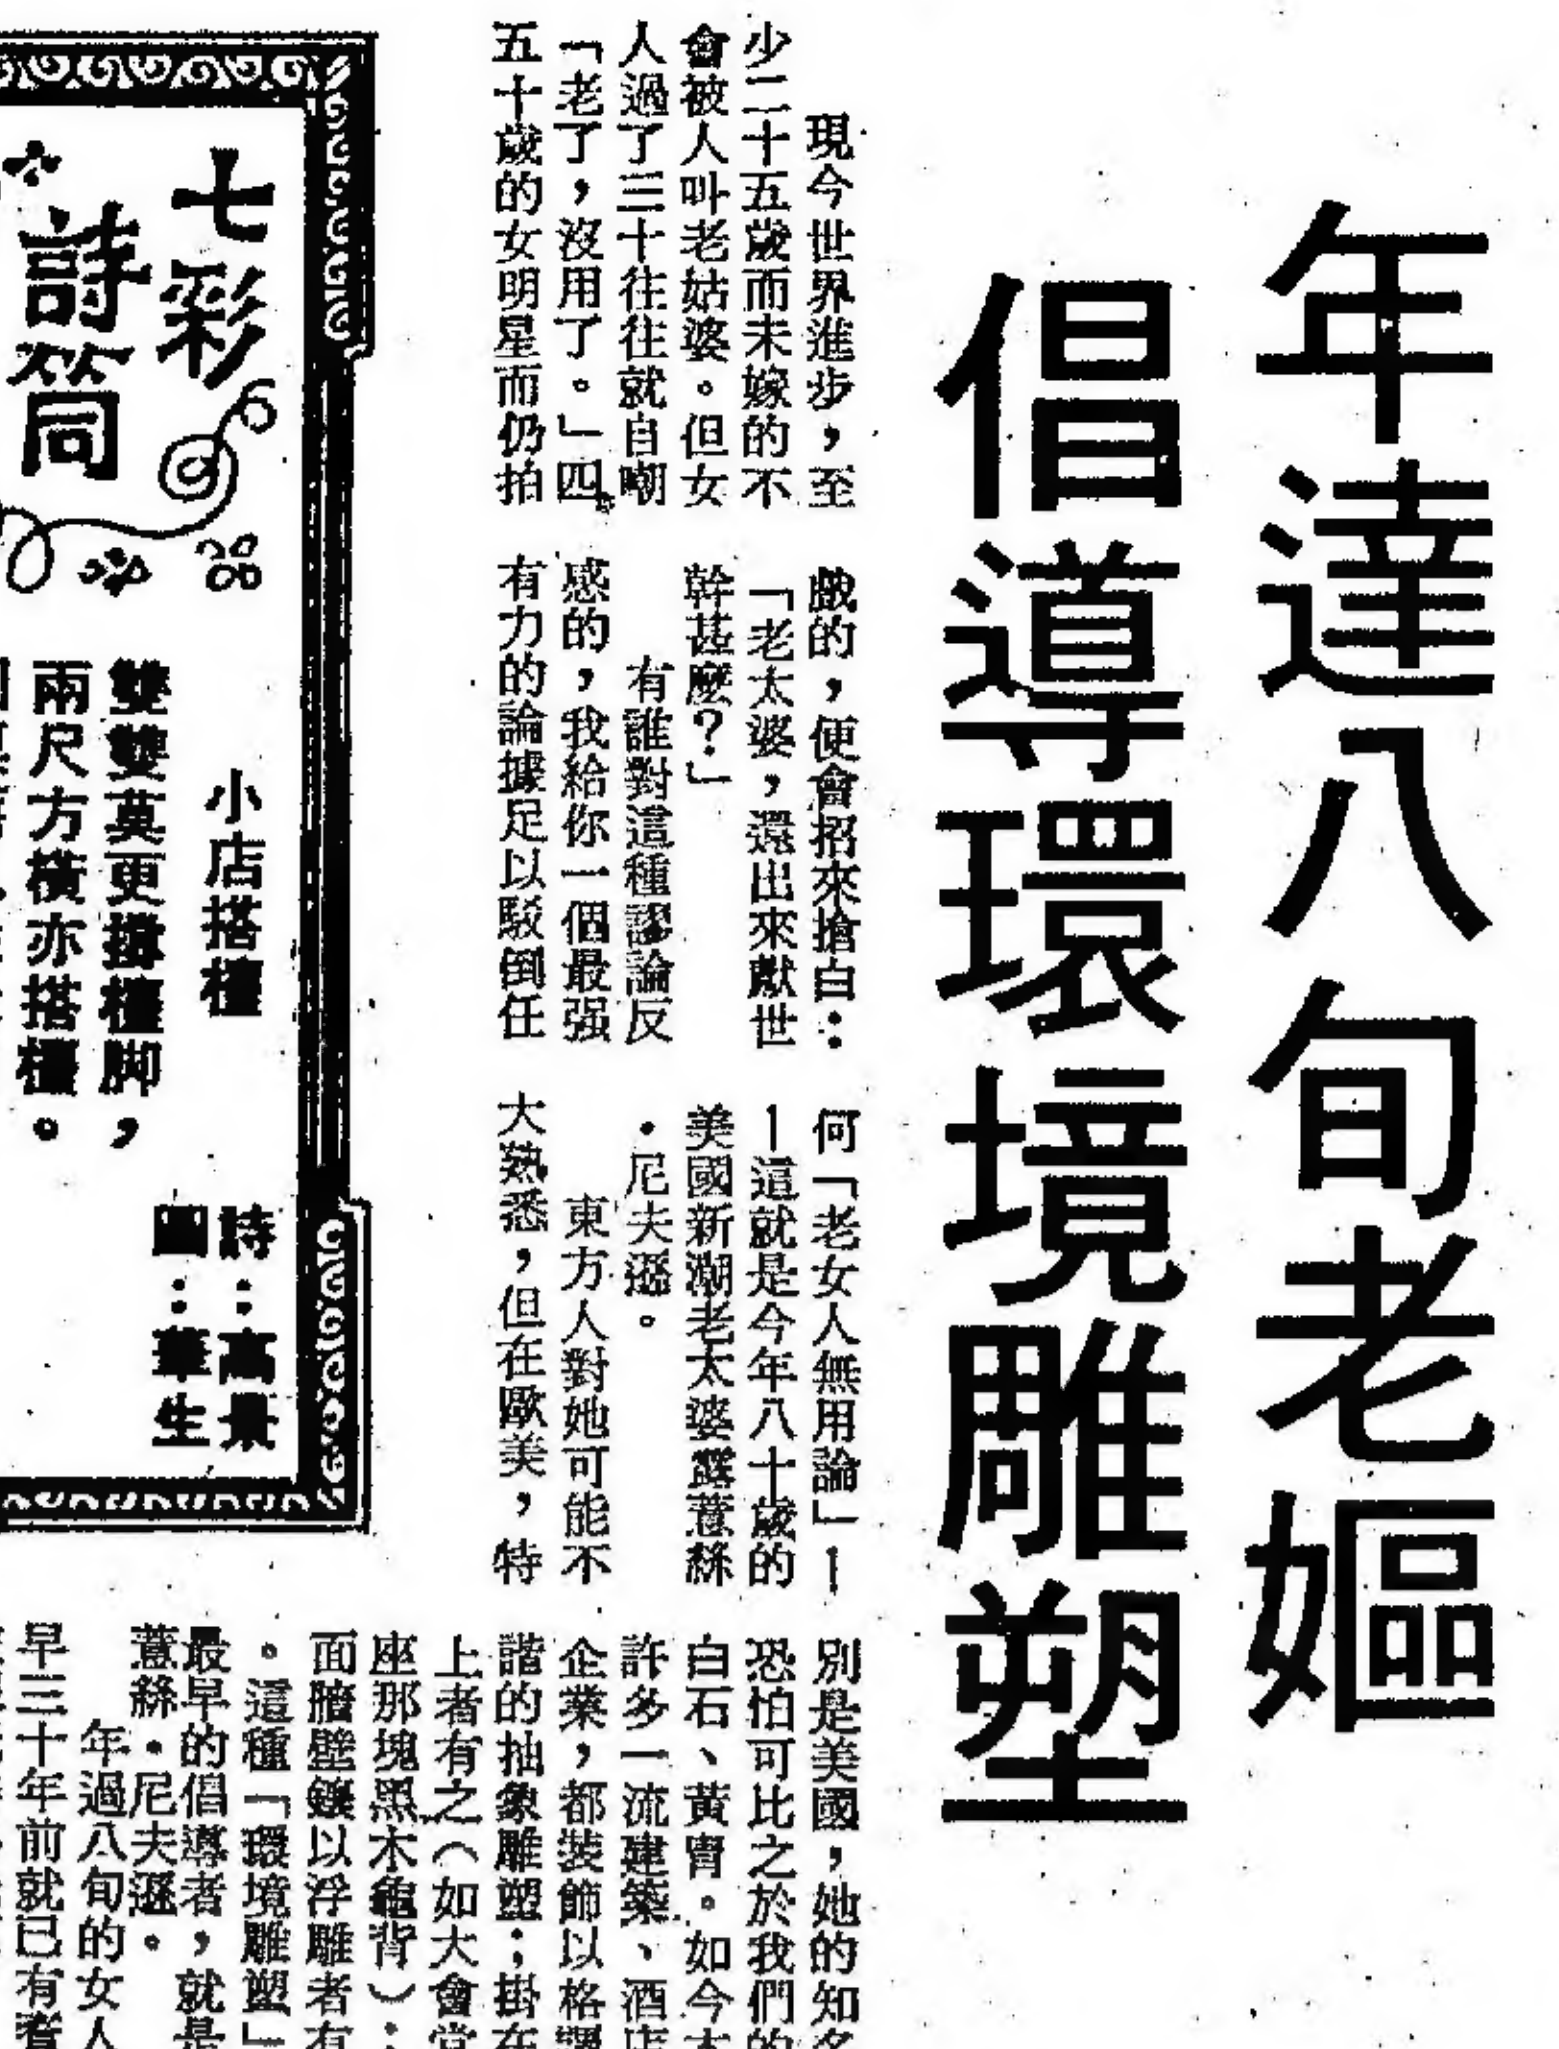 年達八旬老嫗
倡導環境雕塑
現今世界進步，至
少二十五歲而未嫁的不
會被人叫老姑婆。但女
人過了三十往往就自嘲
「老了，沒用了。」四
五十歲的女明星而仍拍
戲的，便會招來搶白：
「老太婆，還出來獻世
幹甚麼？」
有誰對這種謬論反
感的，我給你一個最强
有力的論據足以駁倒任
何「老女人無用論」—
—這就是今年八十歲的
美國新潮老太婆露薏絲
・尼夫遜。
東方人對她可能不
大熟悉，但在歐美，特
別是美國，她的知名
恐怕可比之於我們的
白石、黃冑。如今
許多一流建築、酒店
企業，都裝飾以格調
諧的抽象雕塑；掛在
上者有之（如大會堂
座那塊黑木龜背）；
面牆壁鑲以浮雕者有
。這種「環境雕塑」
最早的倡導者，就是
薏絲・尼夫遜。
年過八旬的女人
早三十年前就已有着
七彩
詩筒
小店搭檯
雙雙莫更撐檯脚，
兩尺方檯亦搭檯。
詩：高景
圖：華生